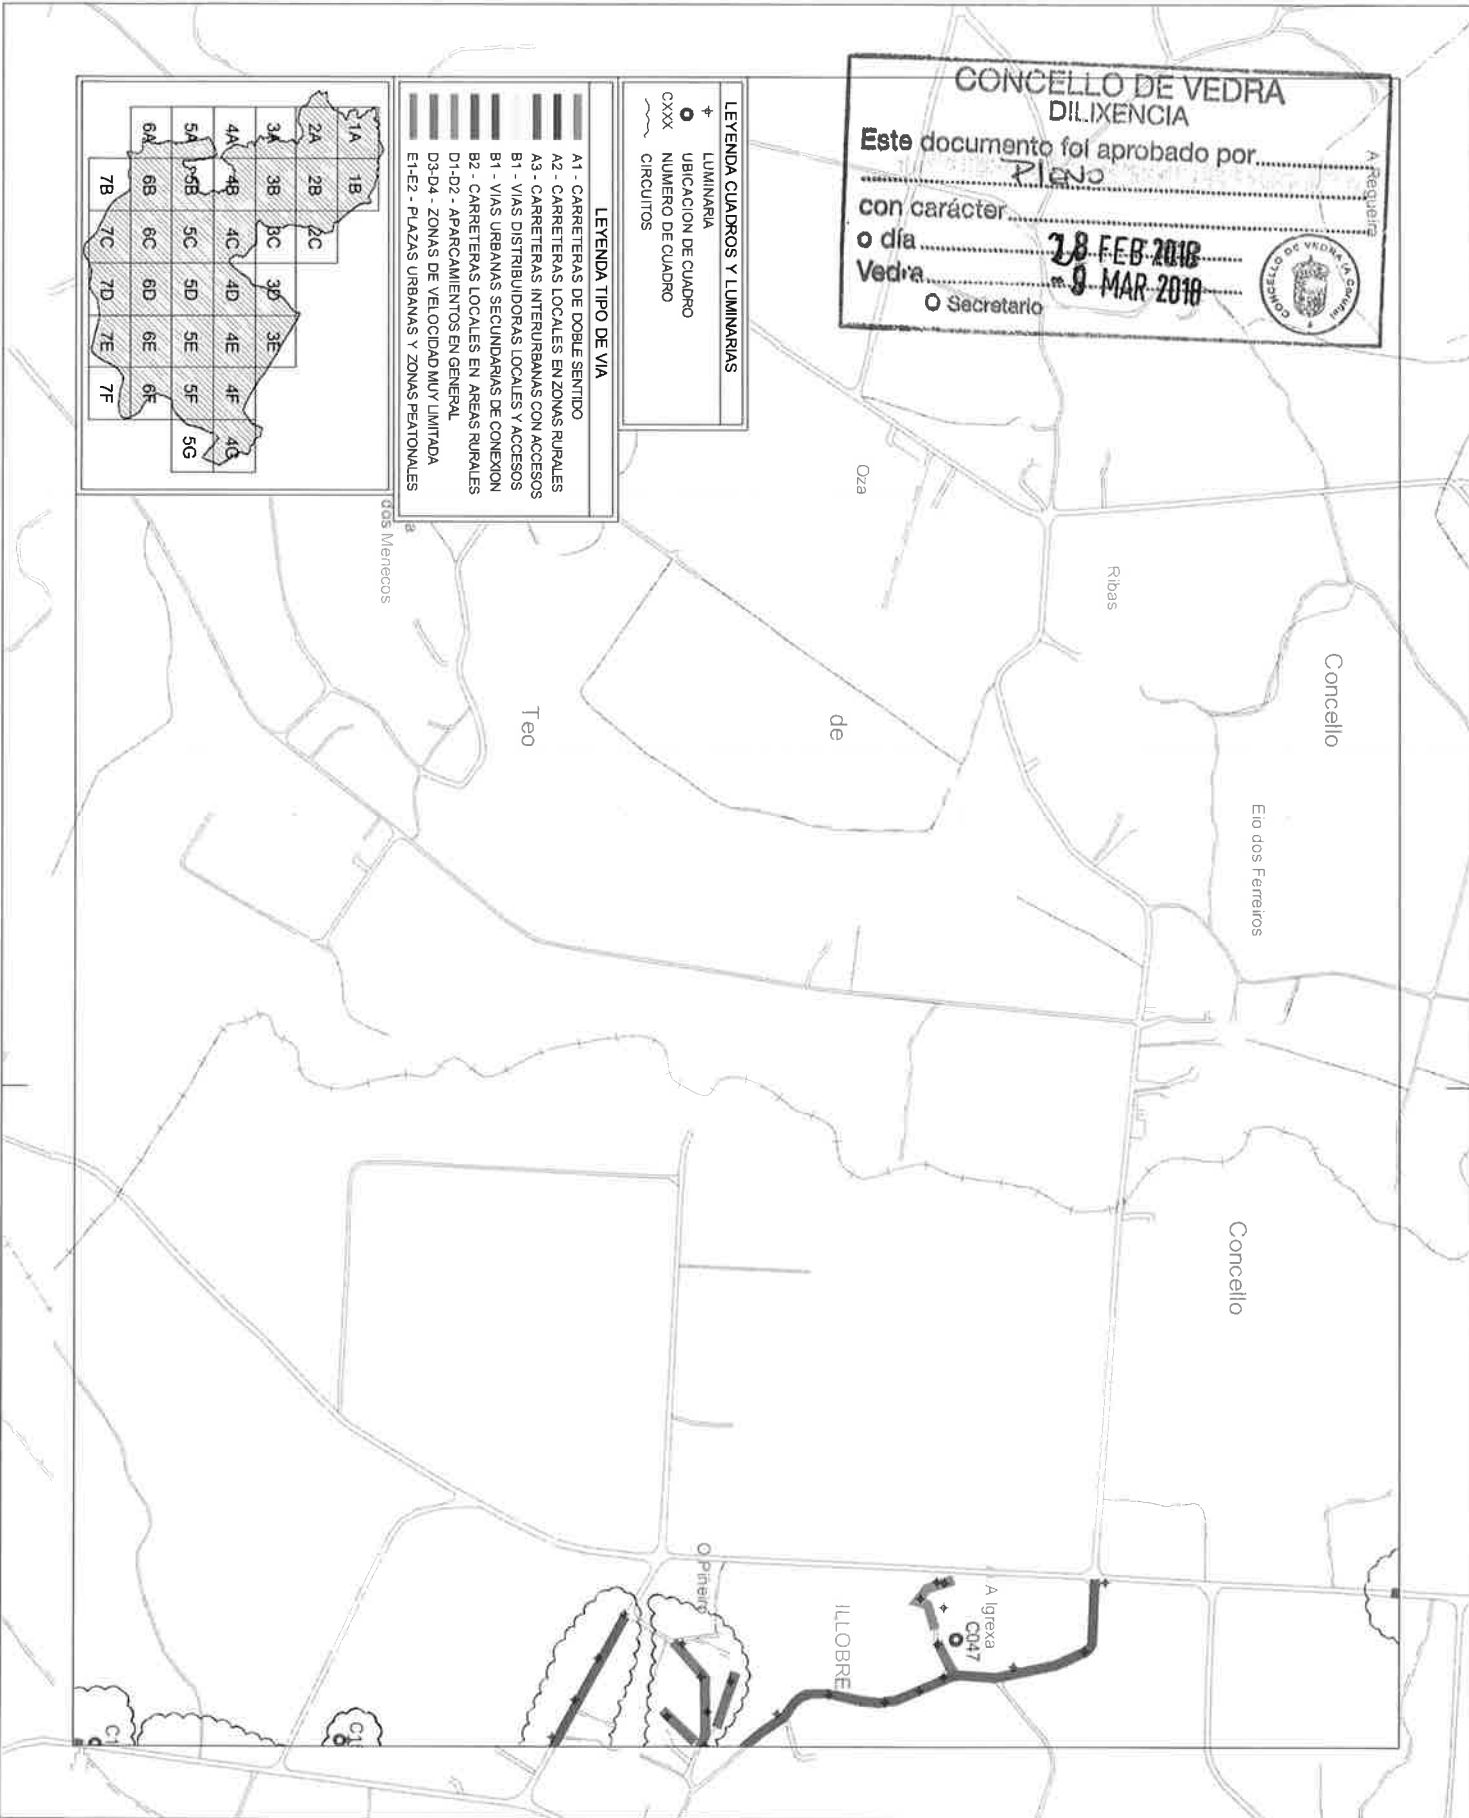 CONCELLO DE VEDRA
DILIXENCIA
Este documento foi aprobado por
Pleno
con carácter
o día 28 FEB 2018
Vedra - 9 MAR 2018
O Secretario
CONCELLO DE VEDRA (A Coruña)
A Regueira
LEYENDA CUADROS Y LUMINARIAS
LUMINARIA
UBICACION DE CUADRO
CXXX NUMERO DE CUADRO
CIRCUITOS
LEYENDA TIPO DE VIA
A1 - CARRETERAS DE DOBLE SENTIDO
A2 - CARRETERAS LOCALES EN ZONAS RURALES
A3 - CARRETERAS INTERURBANAS CON ACCESOS
B1 - VIAS DISTRIBUIDORAS LOCALES Y ACCESOS
B1 - VIAS URBANAS SECUNDARIAS DE CONEXION
B2 - CARRETERAS LOCALES EN AREAS RURALES
D1-D2 - APARCAMIENTOS EN GENERAL
D3-D4 - ZONAS DE VELOCIDAD MUY LIMITADA
E1-E2 - PLAZAS URBANAS Y ZONAS PEATONALES
1A 1B
2A 2B 2C
3A 3B 3C 3D 3E
4A 4B 4C 4D 4E 4F 4G
5A 5B 5C 5D 5E 5F 5G
6A 6B 6C 6D 6E 6F
7B 7C 7D 7E 7F
Oza
Ribas
dos Menecos
Concello
de
Teo
Eio dos Ferreiros
Concello
O Piñeiro
A Igrexa
C047
ILLOBRE
C1
C1